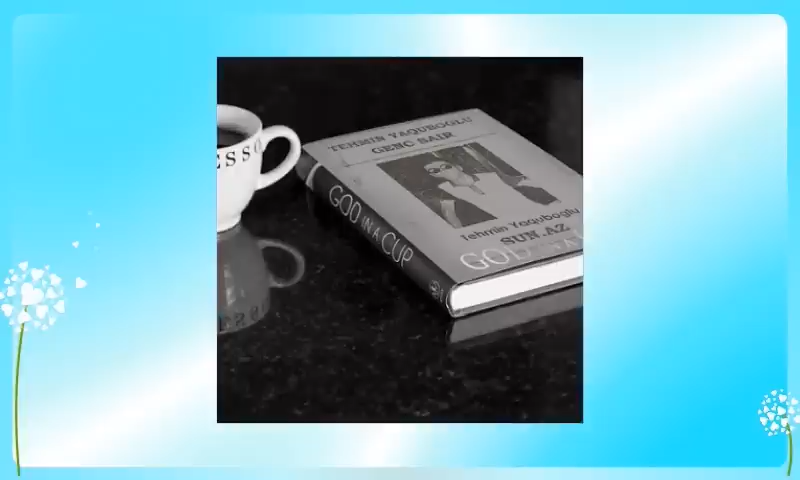 ESSO
TEHMIN YAQUBOGLU
GENC SAIR
Tehmin Yaquboglu
SUN.AZ
GOD IN A CUP
GOD